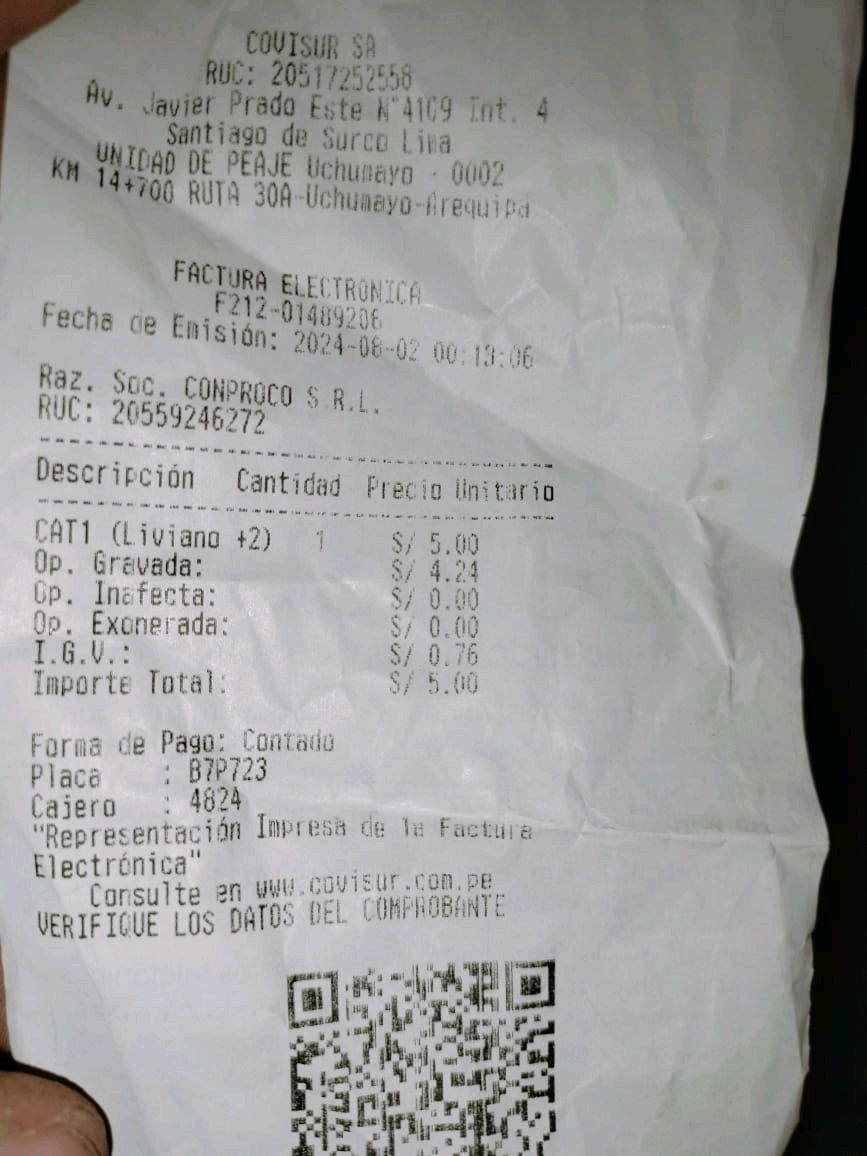 COVISUR SA
RUC: 20517252558
Av. Javier Prado Este N°4109 Int. 4
Santiago de Surco Lima
UNIDAD DE PEAJE Uchumayo - 0002
KM 14+700 RUTA 30A-Uchumayo-Arequipa
FACTURA ELECTRONICA
F212-01489206
Fecha de Emisión: 2024-08-02 00:13:06
Raz. Soc. CONPROCO S.R.L.
RUC: 20559246272
Descripción Cantidad Precio Unitario
CAT1 (Liviano +2) 1 S/ 5.00
Op. Gravada: S/ 4.24
Op. Inafecta: S/ 0.00
Op. Exonerada: S/ 0.00
I.G.V.: S/ 0.76
Importe Total: S/ 5.00
Forma de Pago: Contado
Placa : B7P723
Cajero : 4824
"Representación Impresa de la Factura
Electrónica"
Consulte en www.covisur.com.pe
VERIFIQUE LOS DATOS DEL COMPROBANTE